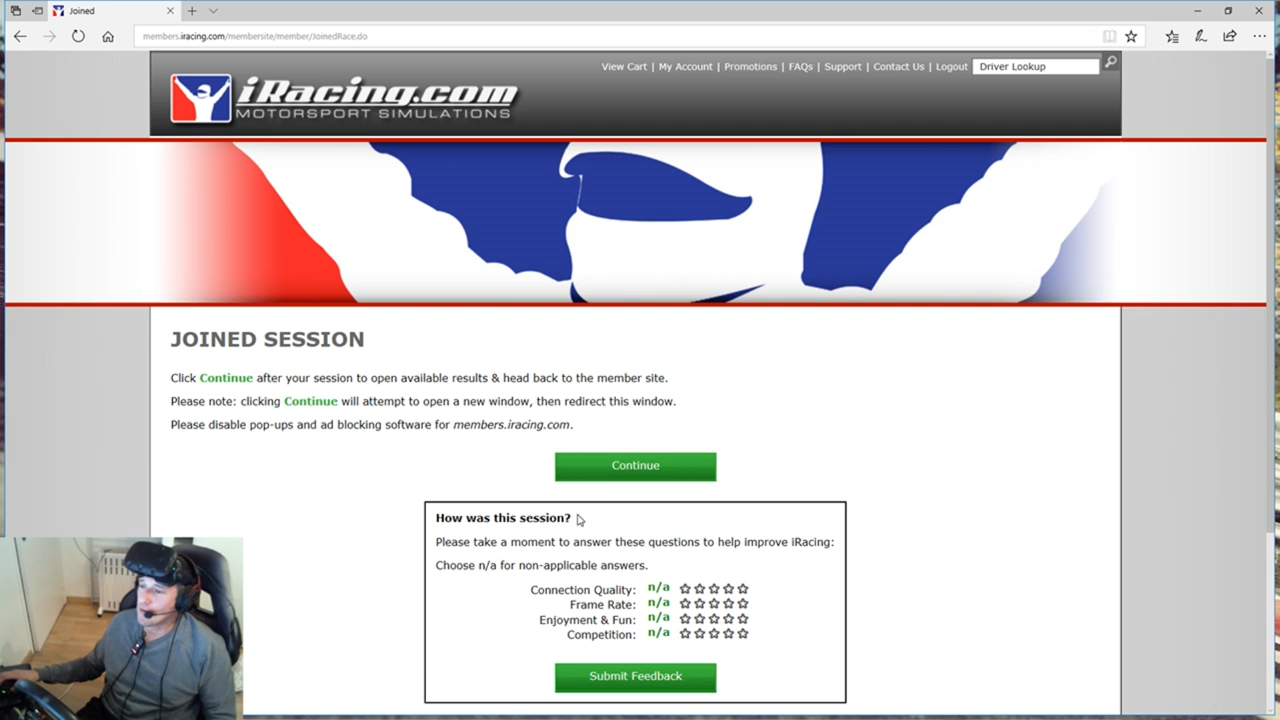 Joined
members.iracing.com/membersite/member/JoinedRace.do
View Cart | My Account | Promotions | FAQs | Support | Contact Us | Logout Driver Lookup
iRacing.com
MOTORSPORT SIMULATIONS
JOINED SESSION
Click Continue after your session to open available results & head back to the member site.
Please note: clicking Continue will attempt to open a new window, then redirect this window.
Please disable pop-ups and ad blocking software for members.iracing.com.
Continue
How was this session?
Please take a moment to answer these questions to help improve iRacing:
Choose n/a for non-applicable answers.
Connection Quality: n/a
Frame Rate: n/a
Enjoyment & Fun: n/a
Competition: n/a
Submit Feedback